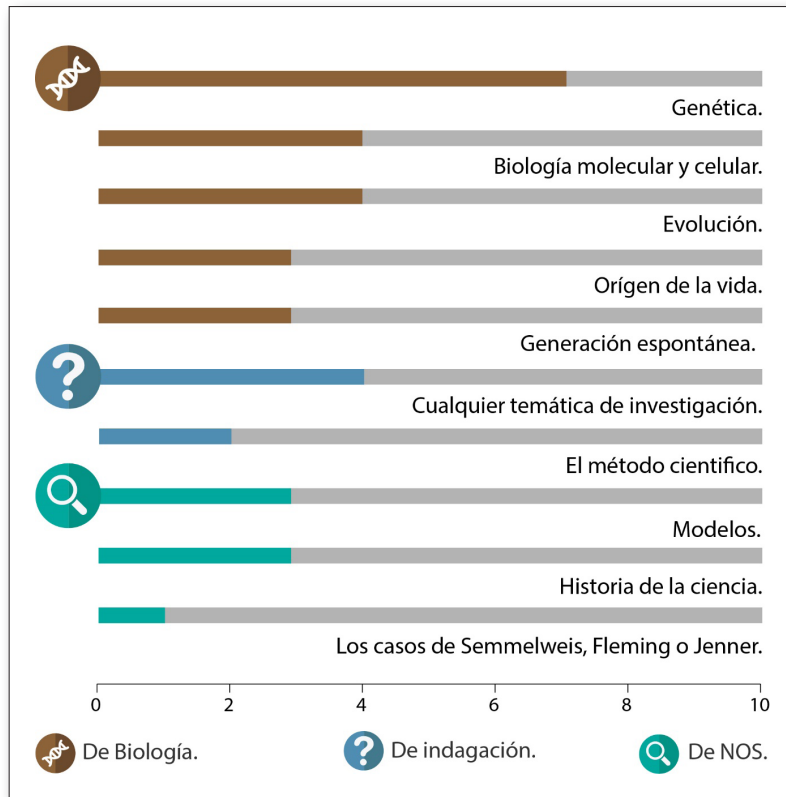 Genética.
Biología molecular y celular.
Evolución.
Orígen de la vida.
Generación espontánea.
?
Cualquier temática de investigación.
El método cientifico.
Modelos.
Historia de la ciencia.
Los casos de Semmelweis, Fleming o Jenner.
0 2 4 6 8 10
De Biología. ? De indagación. De NOS.